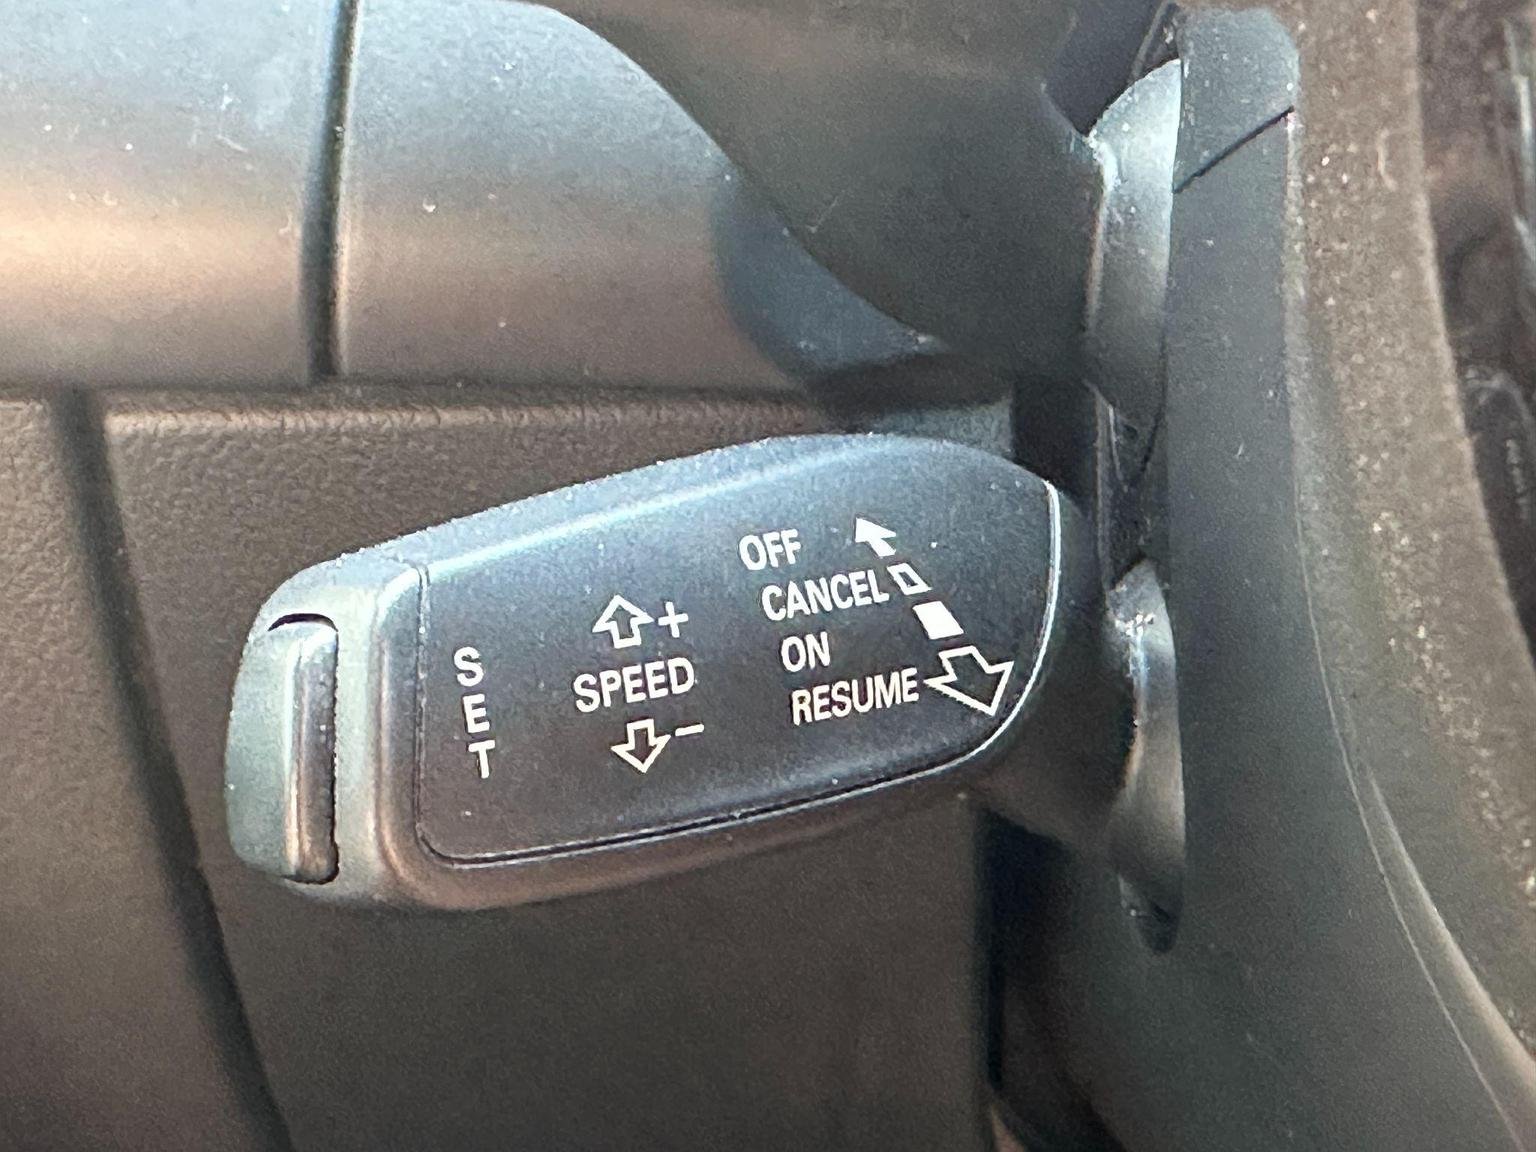 SET
+
SPEED
-
OFF
CANCEL
ON
RESUME